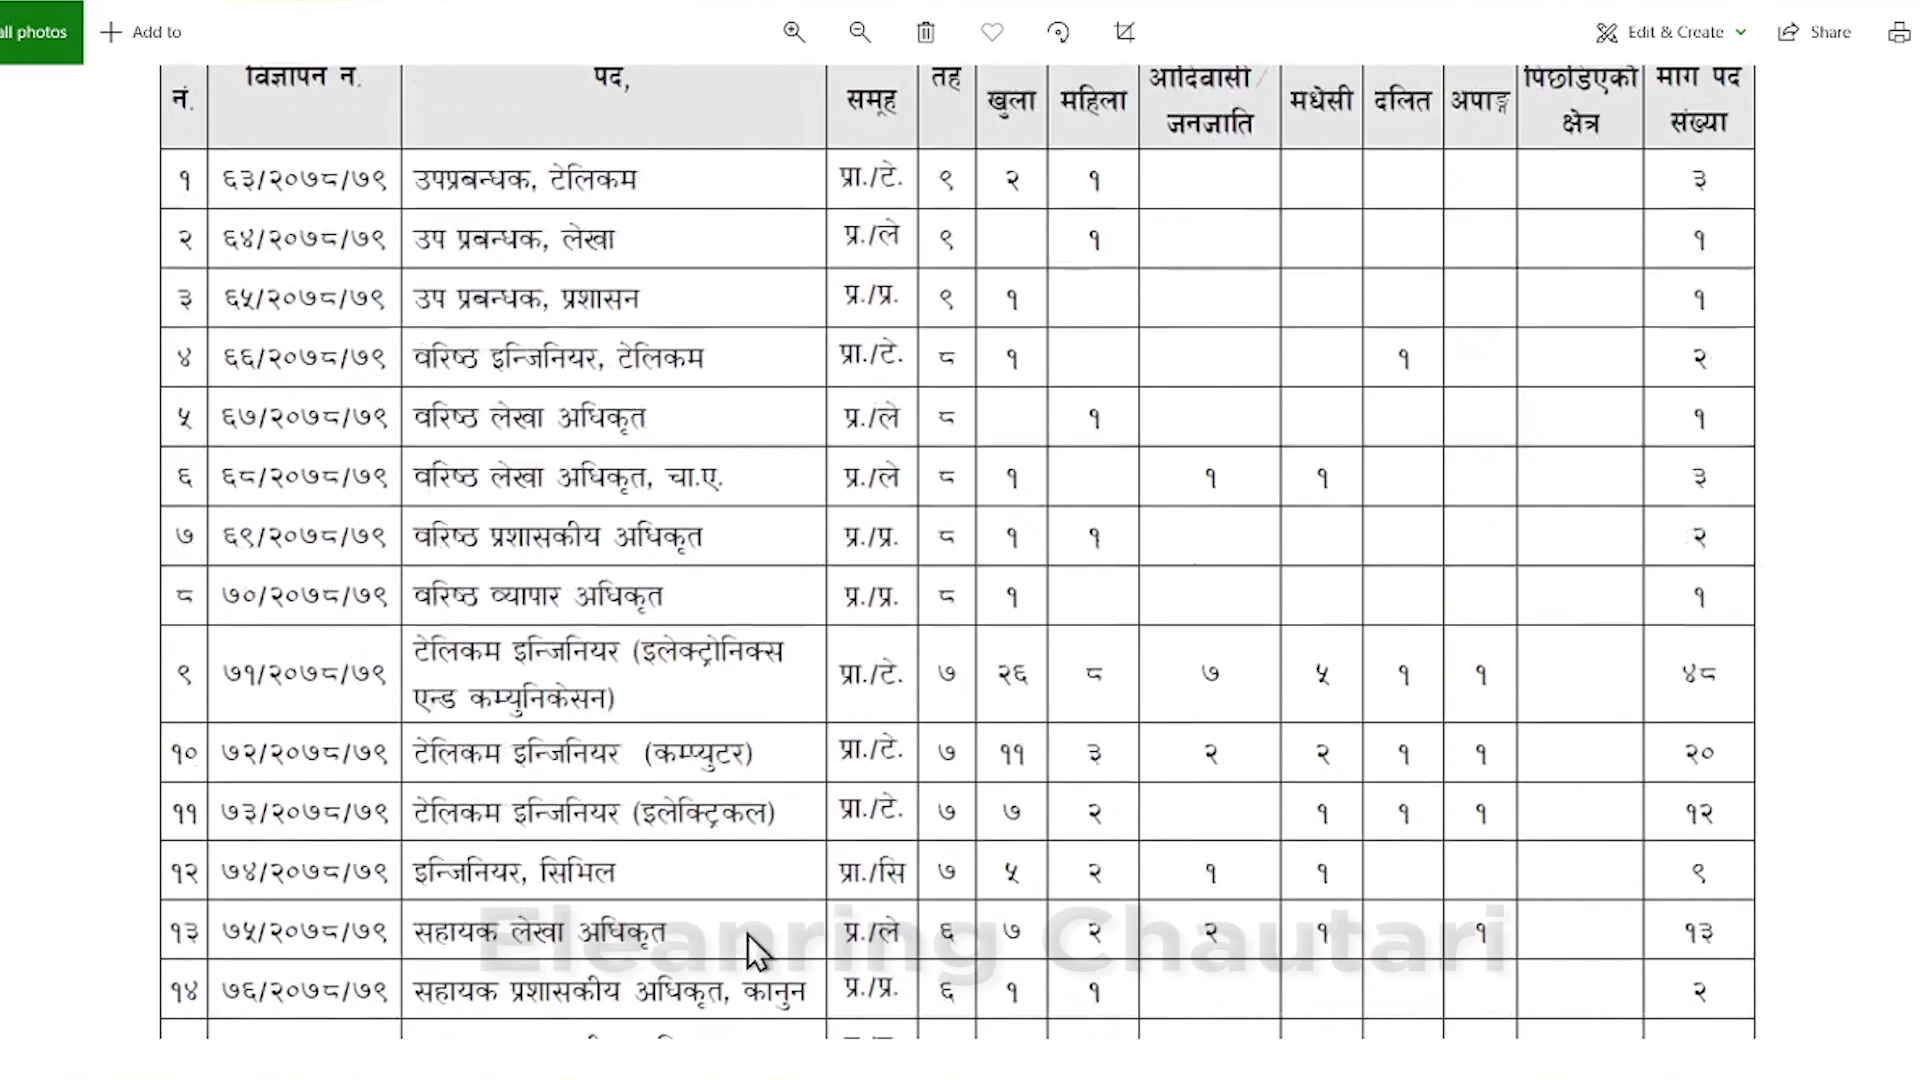 all photos Add to Edit & Create Share
नं. विज्ञापन न. पद, समूह तह खुला महिला आदिवासी / मधेसी दलित अपाङ्ग पिछडिएको माग पद
जनजाति क्षेत्र संख्या
१ ६३/२०७८/७९ उपप्रबन्धक, टेलिकम प्रा./टे. ९ २ १ ३
२ ६४/२०७८/७९ उप प्रबन्धक, लेखा प्र./ले ९ १ १
३ ६५/२०७८/७९ उप प्रबन्धक, प्रशासन प्र./प्र. ९ १ १
४ ६६/२०७८/७९ वरिष्ठ इन्जिनियर, टेलिकम प्रा./टे. ८ १ १ २
५ ६७/२०७८/७९ वरिष्ठ लेखा अधिकृत प्र./ले ८ १ १
६ ६८/२०७८/७९ वरिष्ठ लेखा अधिकृत, चा.ए. प्र./ले ८ १ १ १ ३
७ ६९/२०७८/७९ वरिष्ठ प्रशासकीय अधिकृत प्र./प्र. ८ १ १ २
८ ७०/२०७८/७९ वरिष्ठ व्यापार अधिकृत प्र./प्र. ८ १ १
९ ७१/२०७८/७९ टेलिकम इन्जिनियर (इलेक्ट्रोनिक्स प्रा./टे. ७ २६ ८ ७ ५ १ १ ४८
एन्ड कम्युनिकेसन)
१० ७२/२०७८/७९ टेलिकम इन्जिनियर (कम्प्युटर) प्रा./टे. ७ ११ ३ २ २ १ १ २०
११ ७३/२०७८/७९ टेलिकम इन्जिनियर (इलेक्ट्रिकल) प्रा./टे. ७ ७ २ १ १ १ १२
१२ ७४/२०७८/७९ इन्जिनियर, सिभिल प्रा./सि ७ ५ २ १ १ ९
१३ ७५/२०७८/७९ सहायक लेखा अधिकृत प्र./ले ६ ७ २ २ १ १ १३
Eleanring Chautari
१४ ७६/२०७८/७९ सहायक प्रशासकीय अधिकृत, कानुन प्र./प्र. ६ १ १ २